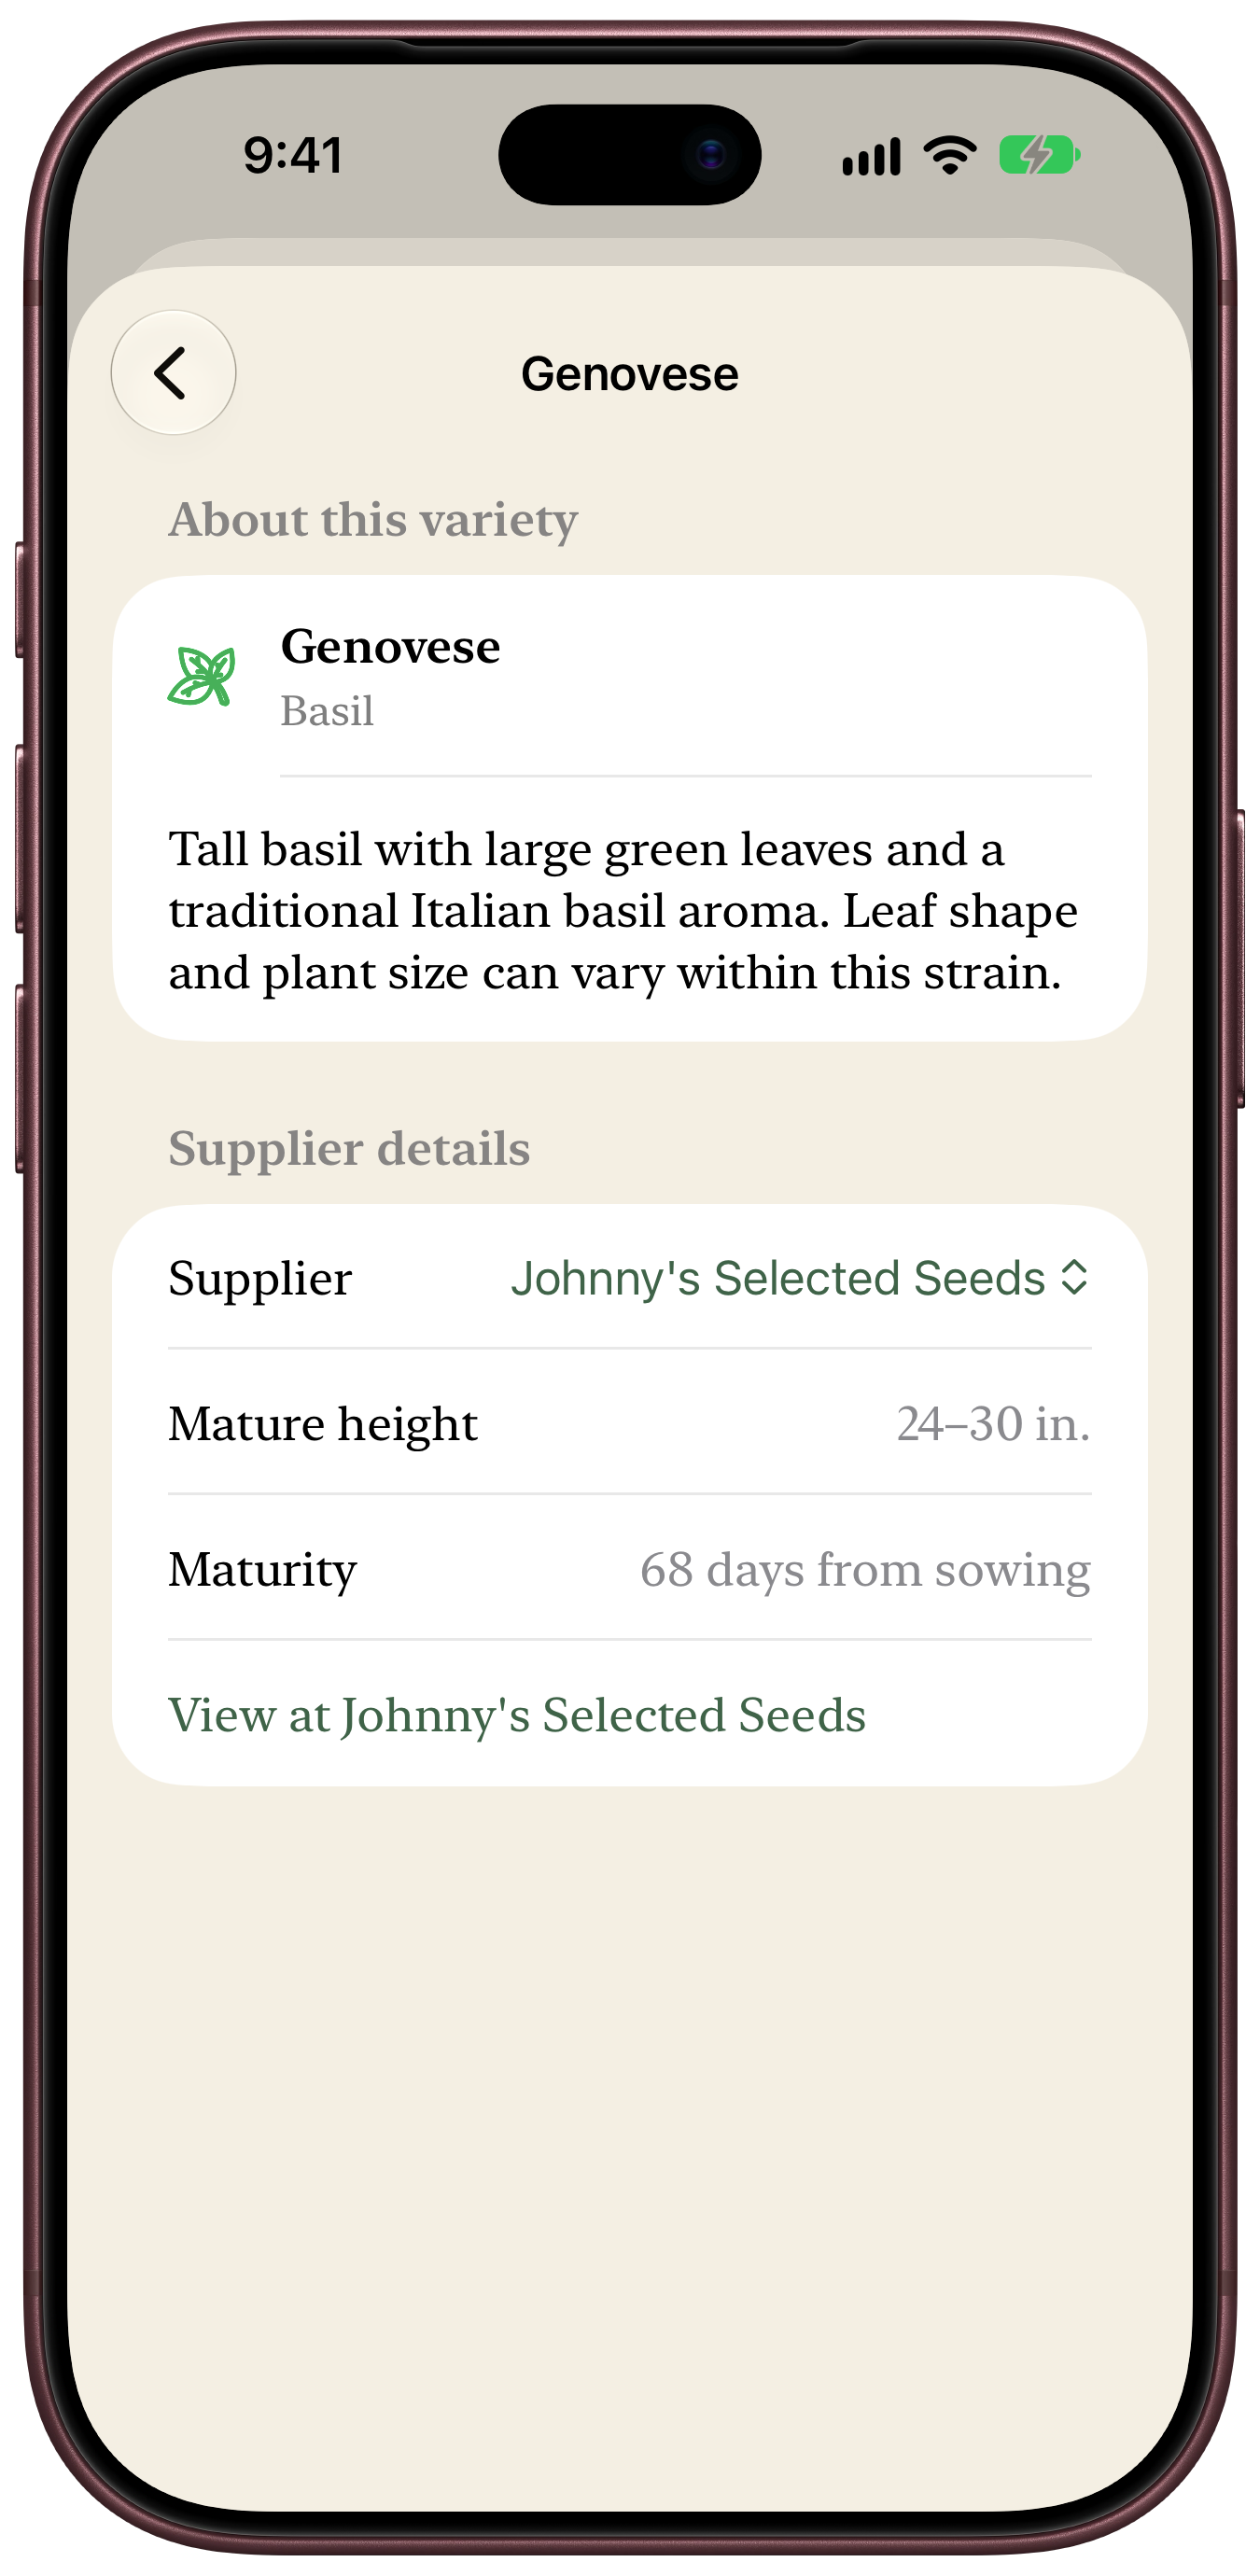 9:41
Genovese
About this variety
Genovese
Basil
Tall basil with large green leaves and a
traditional Italian basil aroma. Leaf shape
and plant size can vary within this strain.
Supplier details
Supplier Johnny's Selected Seeds
Mature height 24–30 in.
Maturity 68 days from sowing
View at Johnny's Selected Seeds